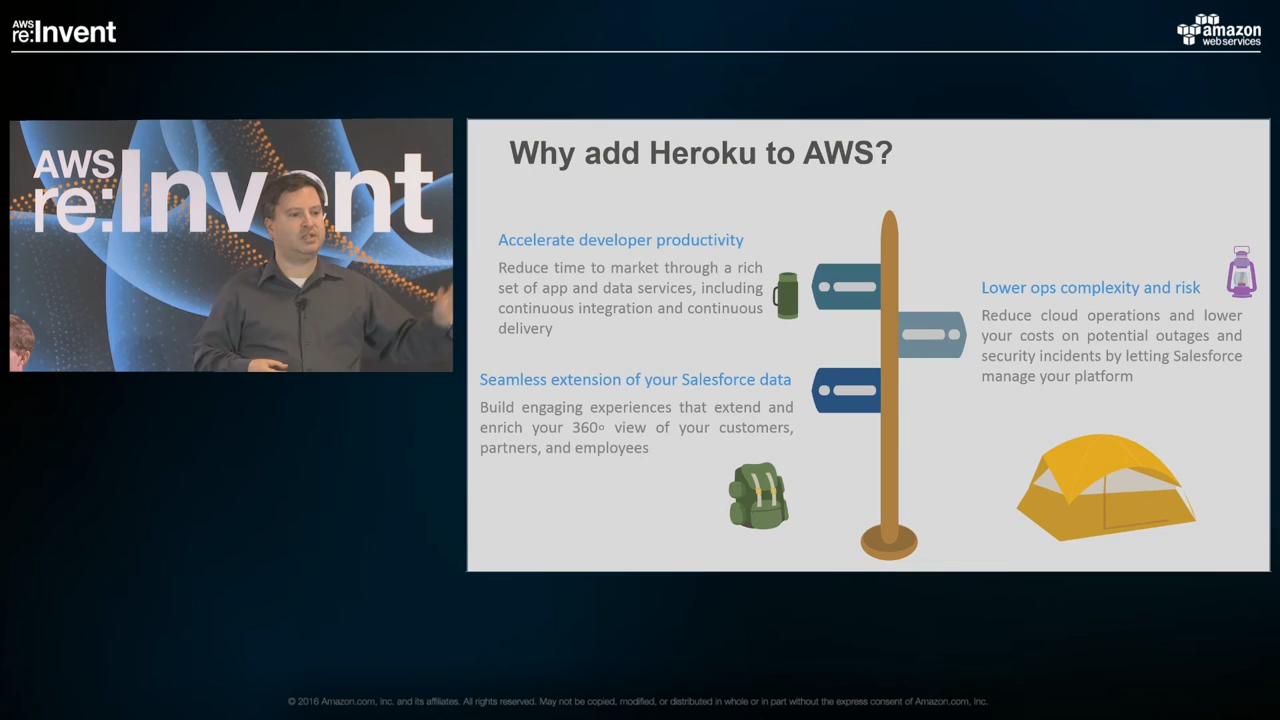 AWS
re:Invent
amazon
web services
AWS
re:Invent
Why add Heroku to AWS?
Accelerate developer productivity
Reduce time to market through a rich
set of app and data services, including
continuous integration and continuous
delivery
Seamless extension of your Salesforce data
Build engaging experiences that extend and
enrich your 360º view of your customers,
partners, and employees
Lower ops complexity and risk
Reduce cloud operations and lower
your costs on potential outages and
security incidents by letting Salesforce
manage your platform
© 2016 Amazon.com, Inc. and its affiliates. All rights reserved. May not be copied, modified, or distributed in whole or in part without the express consent of Amazon.com, Inc.